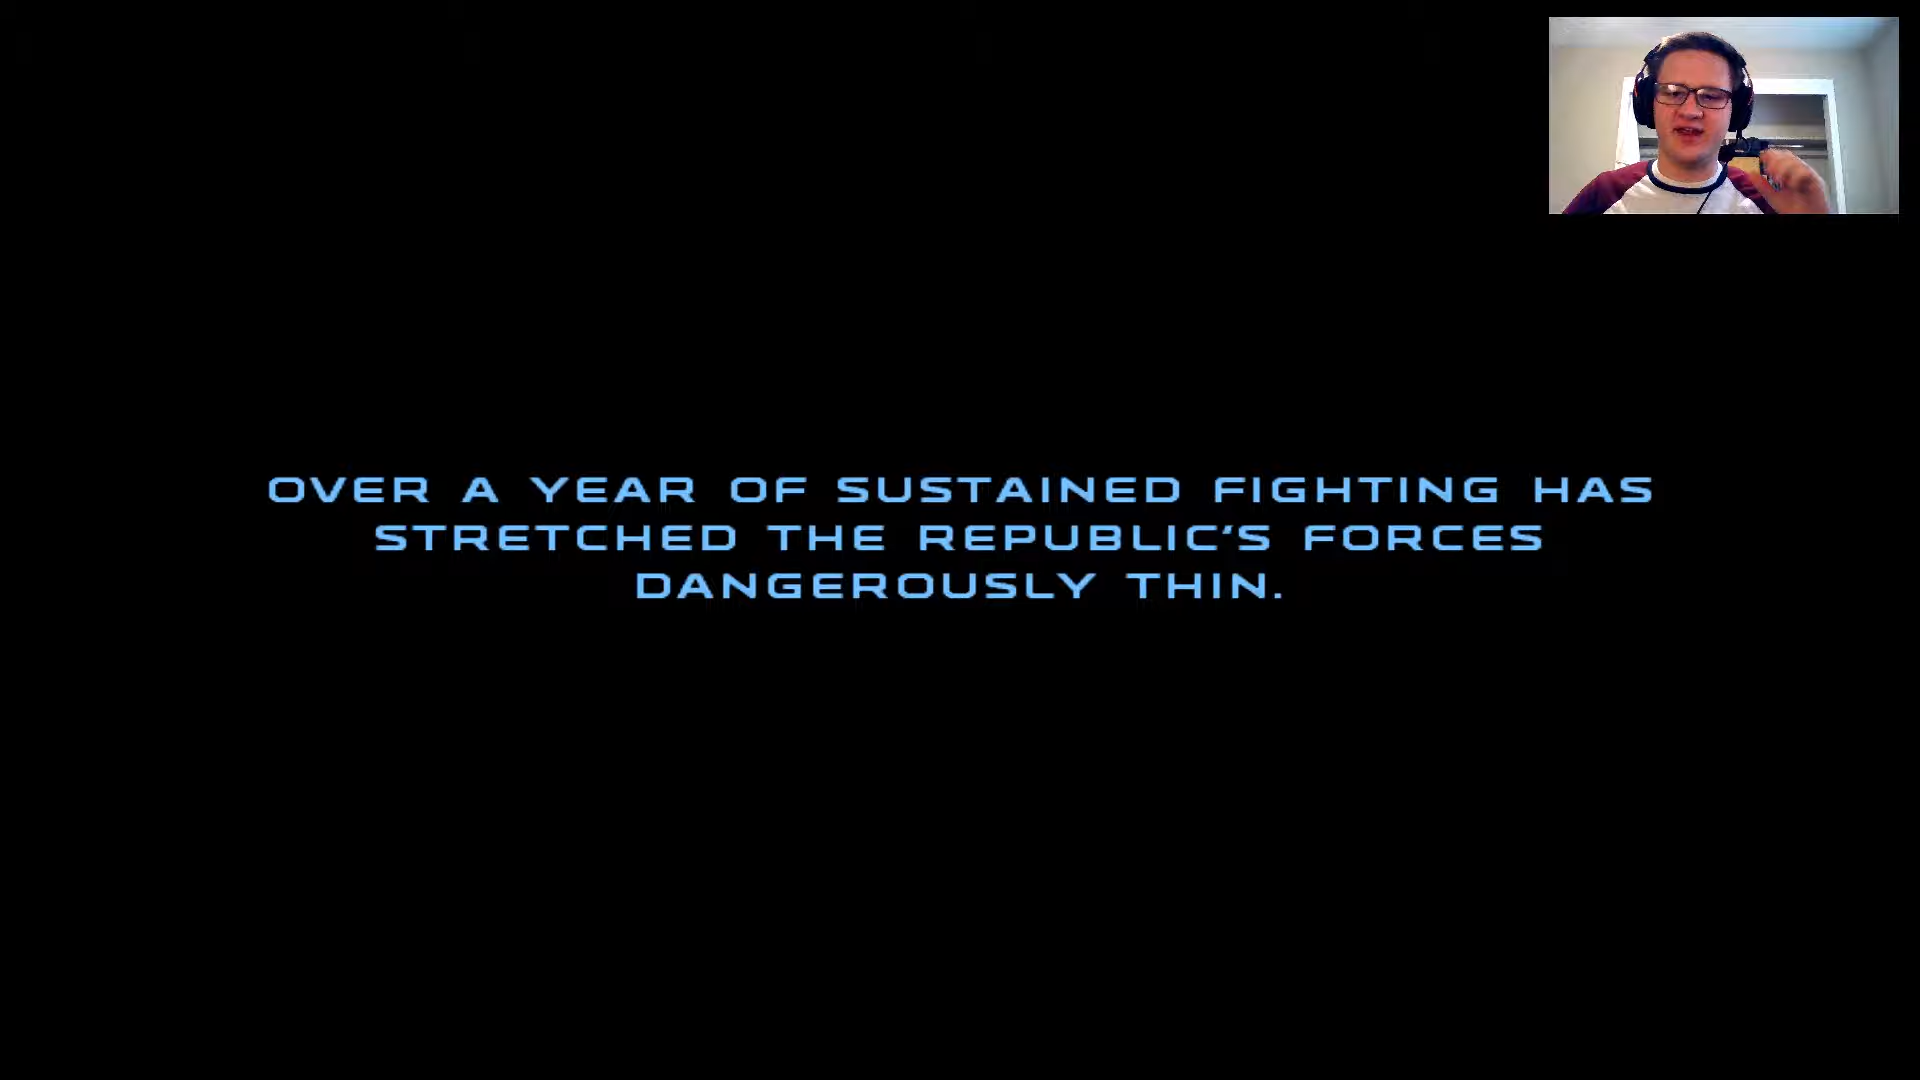 OVER A YEAR OF SUSTAINED FIGHTING HAS
STRETCHED THE REPUBLIC'S FORCES
DANGEROUSLY THIN.